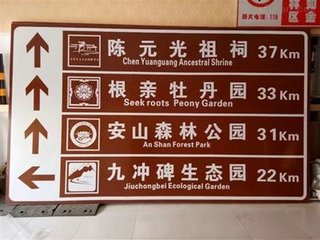 陈元光祖祠 37Km
Chen Yuanguang Ancestral Shrine
根亲牡丹园 33Km
Seek roots Peony Garden
安山森林公园 31Km
An Shan Forest Park
九冲碑生态园 22Km
Jiuchongbei Ecological Garden